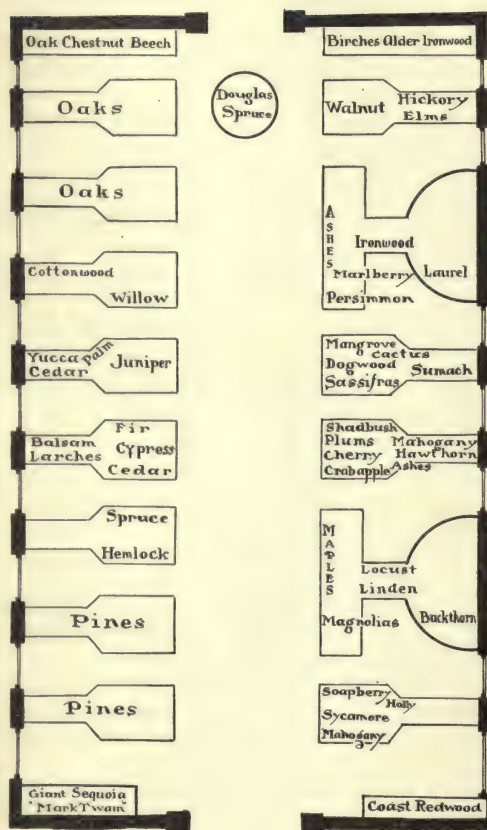 Oak Chestnut Beech
Oaks
Oaks
Cottonwood
Willow
Yucca Palm Juniper
Cedar
Fir
Balsam Cypress
Larches
Cedar
Spruce
Hemlock
Pines
Pines
Giant Sequoia
"Mark Twain"
Douglas
Spruce
Birches Alder Ironwood
Walnut Hickory
Elms
ASHES
Ironwood
Marlberry Laurel
Persimmon
Mangrove
Cactus
Dogwood Sumach
Sassifras
Shadbush
Plums Mahogany
Cherry Hawthorn
Crabapple Ashes
MAPLES
Locust
Linden
Magnolias Buckthorn
Soapberry
Holly
Sycamore
Mahogany
Coast Redwood